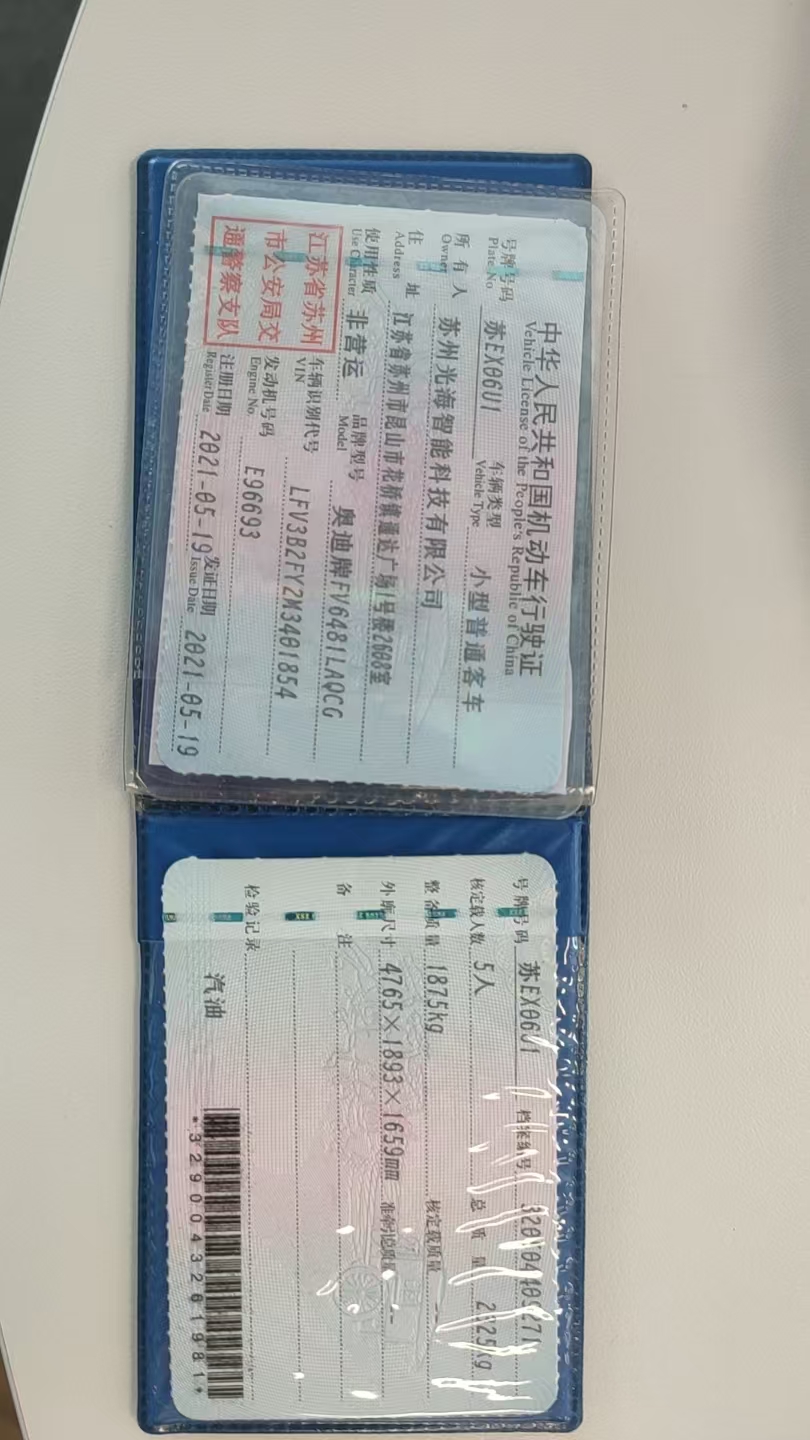 中华人民共和国机动车行驶证
Vehicle License of the People's Republic of China
号牌号码 苏EX06U1 车辆类型 小型普通客车
Plate No. Vehicle Type
所有人 苏州光海智能科技有限公司
Owner
住址 江苏省苏州市昆山市花桥镇通达广场1号楼2608室
Address
使用性质 非营运 品牌型号 奥迪牌FV6481LAQCG
Use Character Model
江苏省苏州
市公安局交
通警察支队
车辆识别代号 LFV3B2FY2M3401854
VIN
发动机号码 E96693
Engine No.
注册日期 2021-05-19 发证日期 2021-05-19
Register Date Issue Date
号牌号码 苏EX06U1 档案编号
核定载人数 5人 总质量
整备质量 1875kg 核定载质量 --
外廓尺寸 4765×1893×1659mm 准牵引总质量 --
备注
检验记录
汽油
*3290043261981*